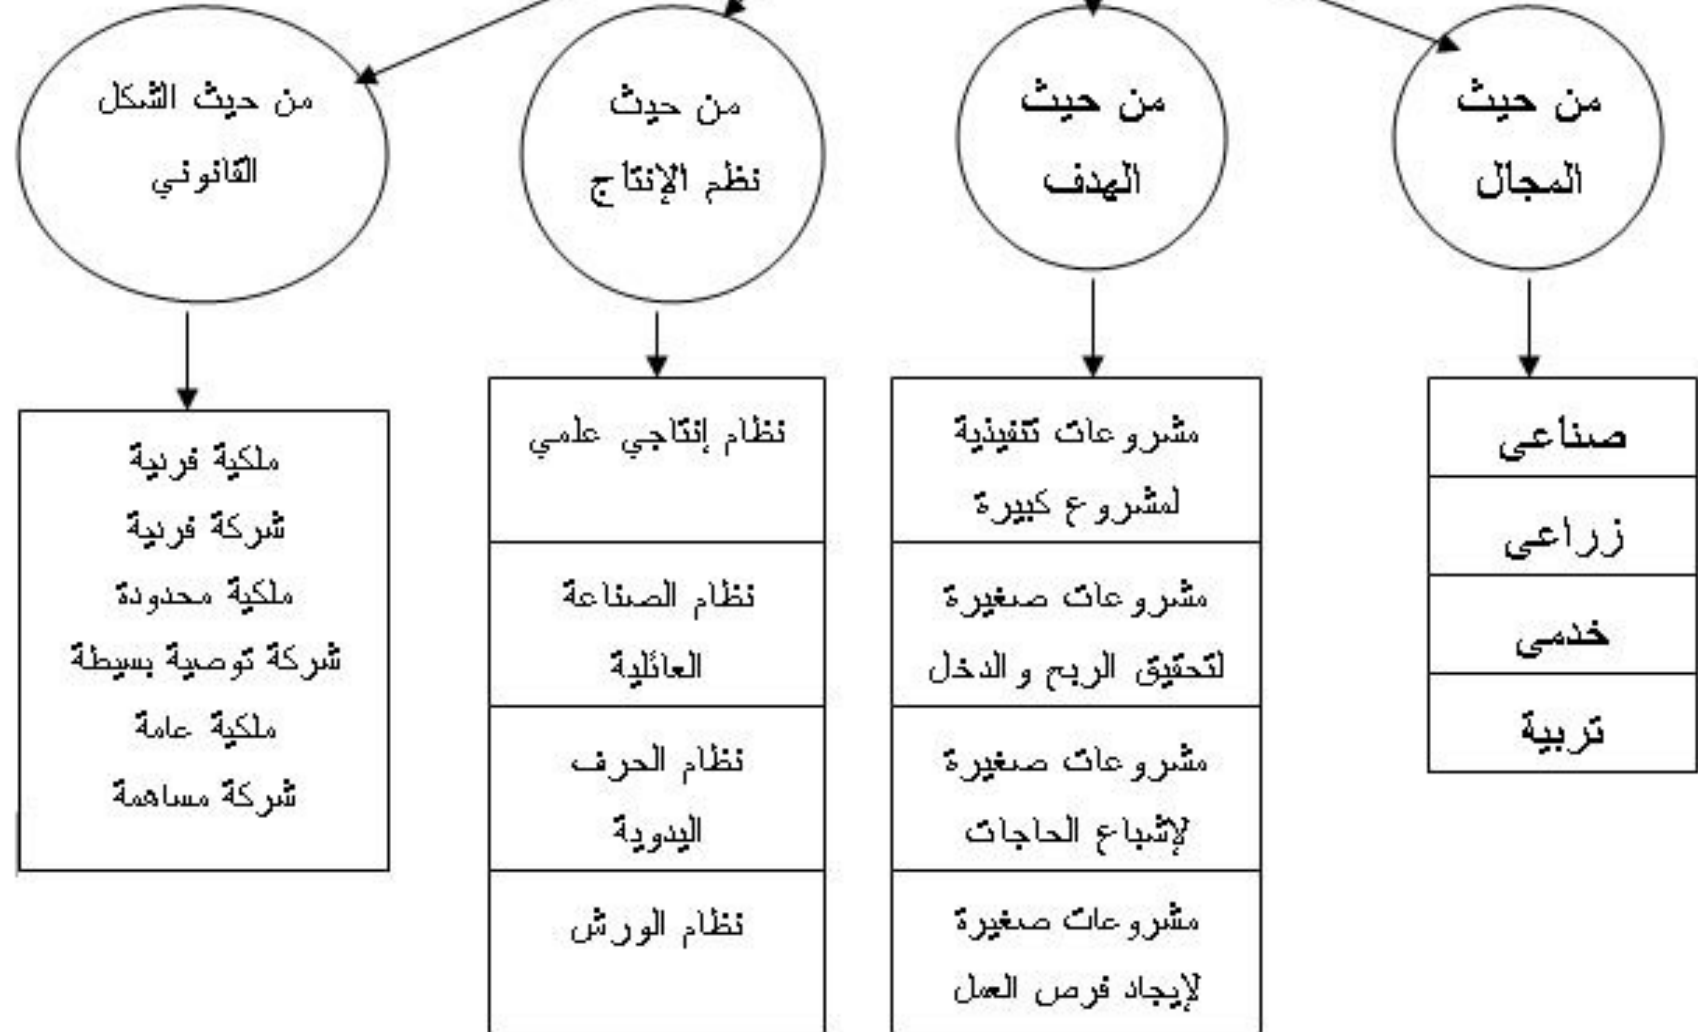 من حيث
المجال
من حيث
الهدف
من حيث
نظم الإنتاج
من حيث الشكل
القانوني
صناعى
زراعى
خدمى
تربية
مشروعات تنفيذية
لمشروع كبيرة
مشروعات صغيرة
لتحقيق الربح والدخل
مشروعات صغيرة
لإشباع الحاجات
مشروعات صغيرة
لإيجاد فرص العمل
نظام إنتاجي علمي
نظام الصناعة
العائلية
نظام الحرف
اليدوية
نظام الورش
ملكية فردية
شركة فردية
ملكية محدودة
شركة توصية بسيطة
ملكية عامة
شركة مساهمة